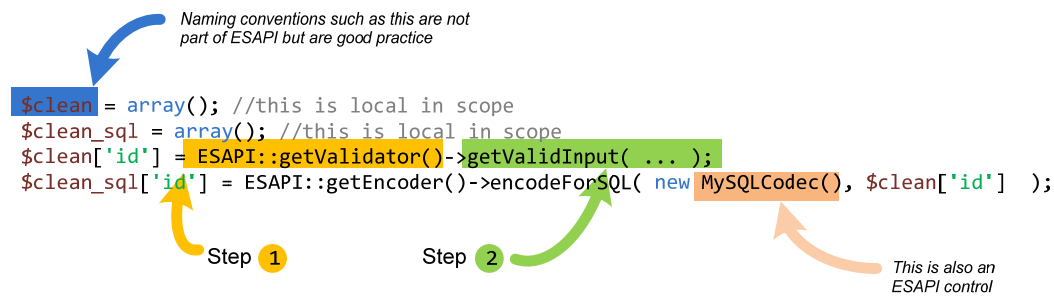 Naming conventions such as this are not
part of ESAPI but are good practice
$clean = array(); //this is local in scope
$clean_sql = array(); //this is local in scope
$clean['id'] = ESAPI::getValidator()->getValidInput( ... );
$clean_sql['id'] = ESAPI::getEncoder()->encodeForSQL( new MySQLCodec(), $clean['id'] );
Step 1
Step 2
This is also an
ESAPI control